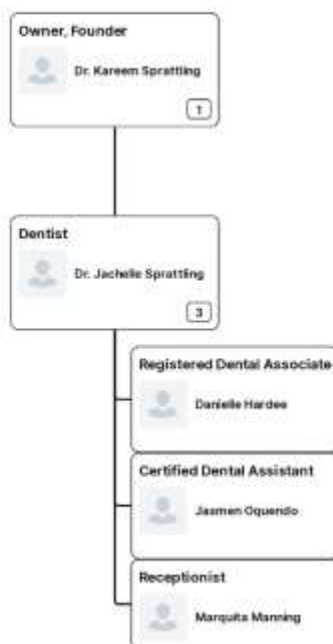 Owner, Founder
Dr. Kareem Sprattling
1
Dentist
Dr. Jachelle Sprattling
3
Registered Dental Associate
Danielle Hardee
Certified Dental Assistant
Jasmen Oquendo
Receptionist
Marquita Manning